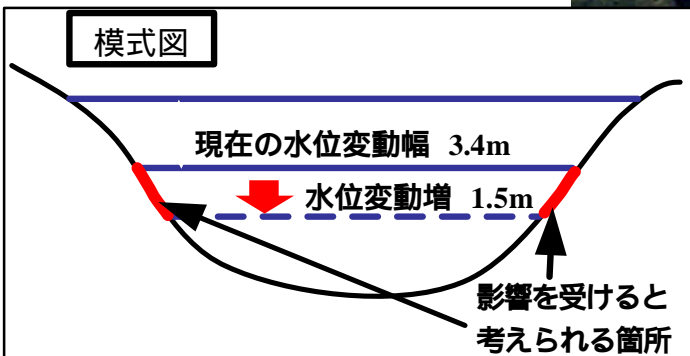 模式図
現在の水位変動幅 3.4m
水位変動増 1.5m
影響を受けると
考えられる箇所